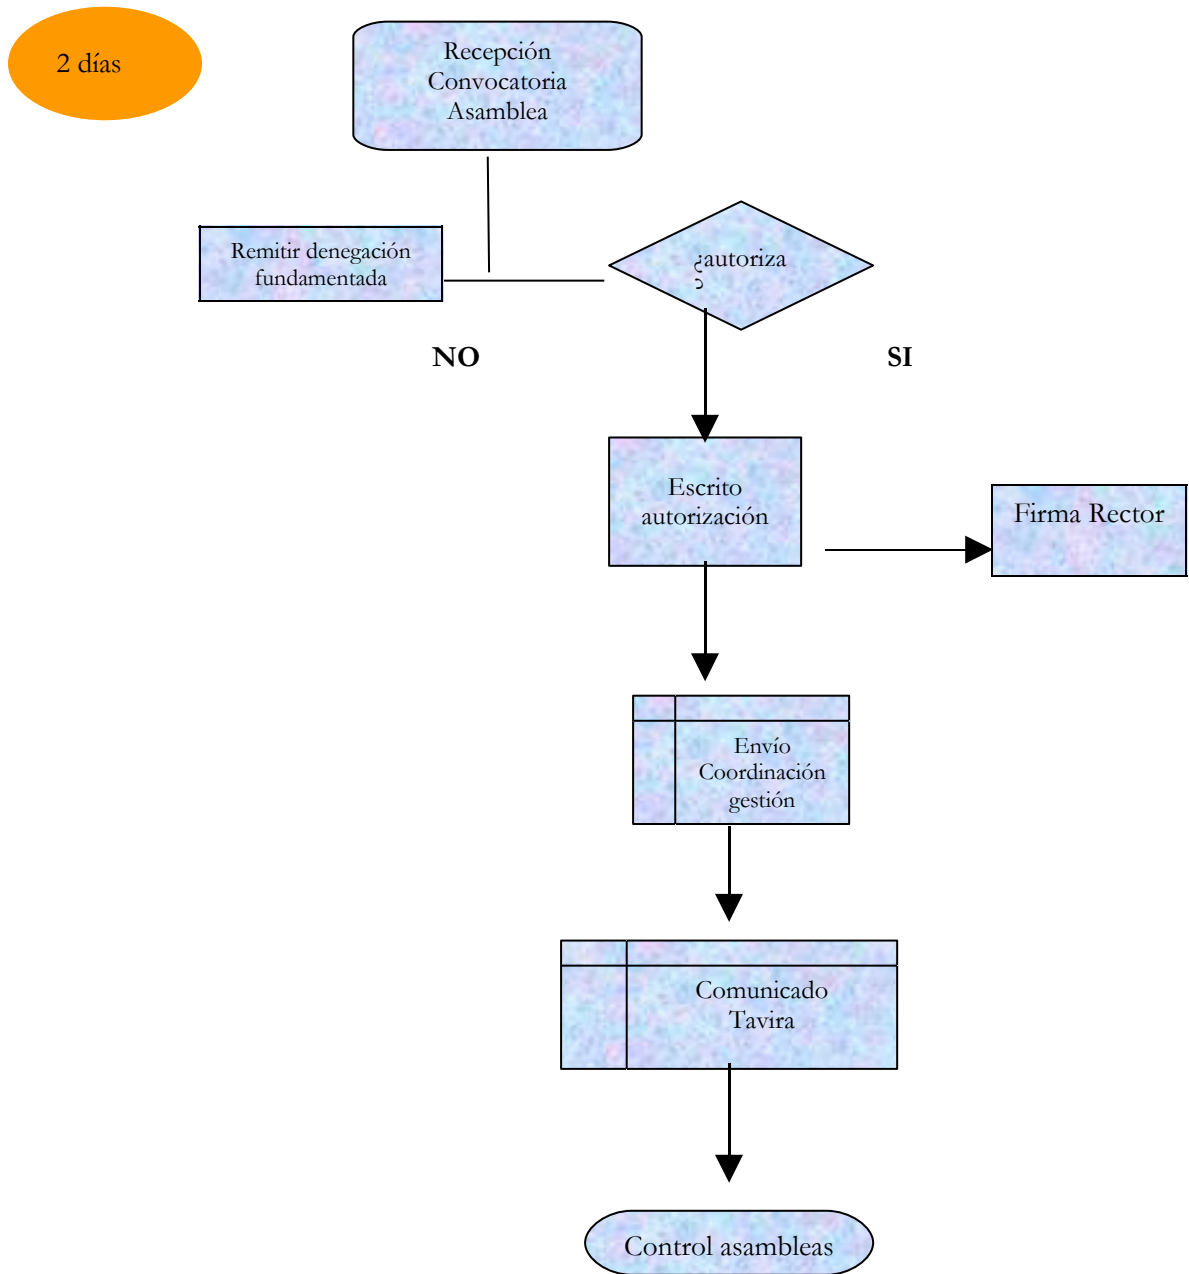 2 días
Recepción
Convocatoria
Asamblea
Remitir denegación
fundamentada
¿autoriza
?
NO
SI
Escrito
autorización
Firma Rector
Envío
Coordinación
gestión
Comunicado
Tavira
Control asambleas